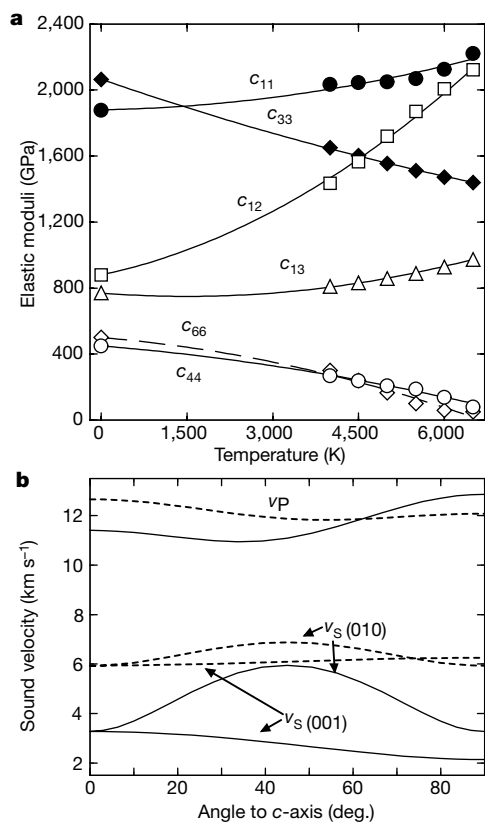 a
2,400
2,000
1,600
1,200
800
400
0
Elastic moduli (GPa)
c11
c33
c12
c13
c66
c44
0 1,500 3,000 4,500 6,000
Temperature (K)
b
12
10
8
6
4
2
Sound velocity (km s⁻¹)
vP
vS (010)
vS (001)
0 20 40 60 80
Angle to c-axis (deg.)